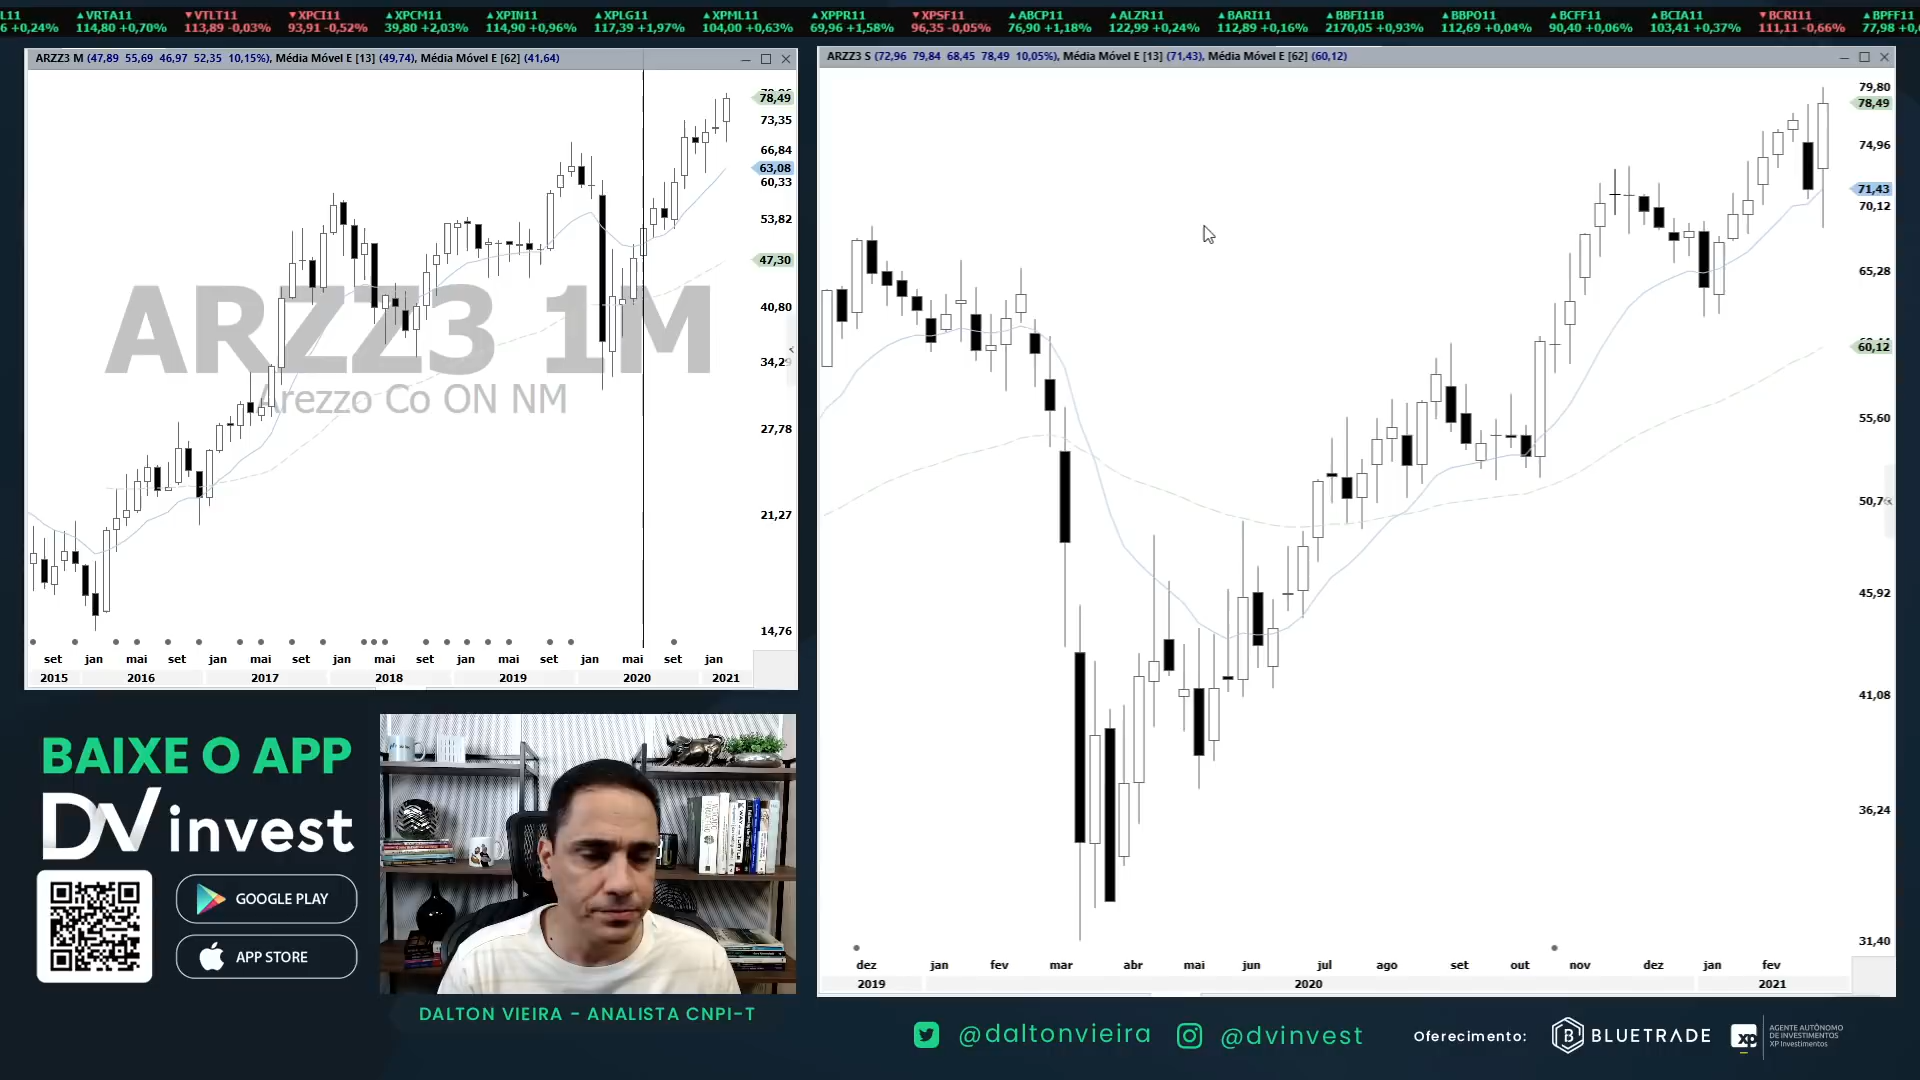 L11 ▲VRTA11 ▼VTLT11 ▼XPCI11 ▲XPCM11 ▲XPIN11 ▲XPLG11 ▲XPML11 ▲XPPR11 ▼XPSF11 ▲ABCP11 ▲ALZR11 ▲BARI11 ▲BBFI11B ▲BBPO11 ▲BCFF11 ▲BCIA11 ▼BCRI11 ▲BPFF11
6 +0,24% 114,80 +0,70% 113,89 -0,03% 93,91 -0,52% 39,80 +2,03% 114,90 +0,96% 117,39 +1,97% 104,00 +0,63% 69,96 +1,58% 96,35 -0,05% 76,90 +1,18% 122,99 +0,24% 112,89 +0,16% 2170,05 +0,93% 112,69 +0,04% 90,40 +0,06% 103,41 +0,37% 111,11 -0,66% 77,98 +0,
ARZZ3 M (47,89 55,69 46,97 52,35 10,15%), Média Móvel E [13] (49,74), Média Móvel E [62] (41,64)
78,49
73,35
66,84
63,08
60,33
53,82
47,30
40,80
34,29
27,78
21,27
14,76
ARZZ3 1M
Arezzo Co ON NM
set jan mai set jan mai set jan mai set jan mai set jan mai set jan
2015 2016 2017 2018 2019 2020 2021
ARZZ3 S (72,96 79,84 68,45 78,49 10,05%), Média Móvel E [13] (71,43), Média Móvel E [62] (60,12)
79,80
78,49
74,96
71,43
70,12
65,28
60,12
55,60
50,76
45,92
41,08
36,24
31,40
dez jan fev mar abr mai jun jul ago set out nov dez jan fev
2019 2020 2021
BAIXE O APP
DV invest
GOOGLE PLAY
APP STORE
DALTON VIEIRA - ANALISTA CNPI-T
@daltonvieira
@dvinvest
Oferecimento:
BLUETRADE
xp
AGENTE AUTÔNOMO
DE INVESTIMENTOS
XP Investimentos